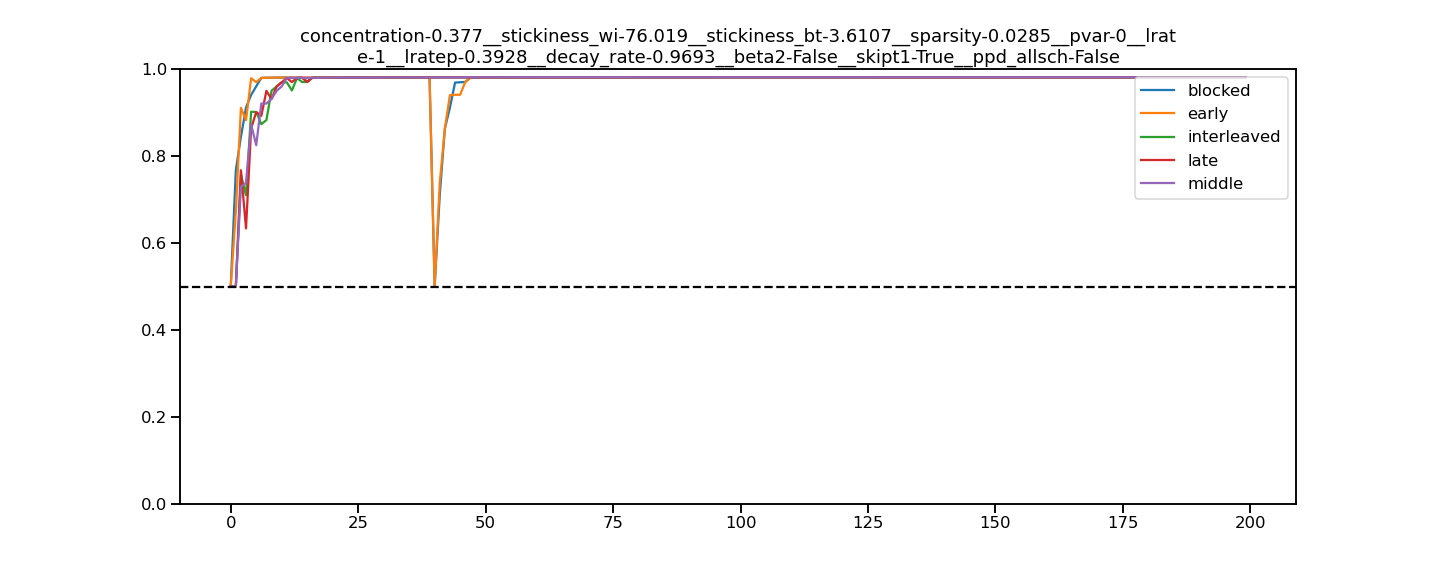 concentration-0.377__stickiness_wi-76.019__stickiness_bt-3.6107__sparsity-0.0285__pvar-0__lrat
e-1__lratep-0.3928__decay_rate-0.9693__beta2-False__skipt1-True__ppd_allsch-False
1.0
0.8
0.6
0.4
0.2
0.0
blocked
early
interleaved
late
middle
0 25 50 75 100 125 150 175 200